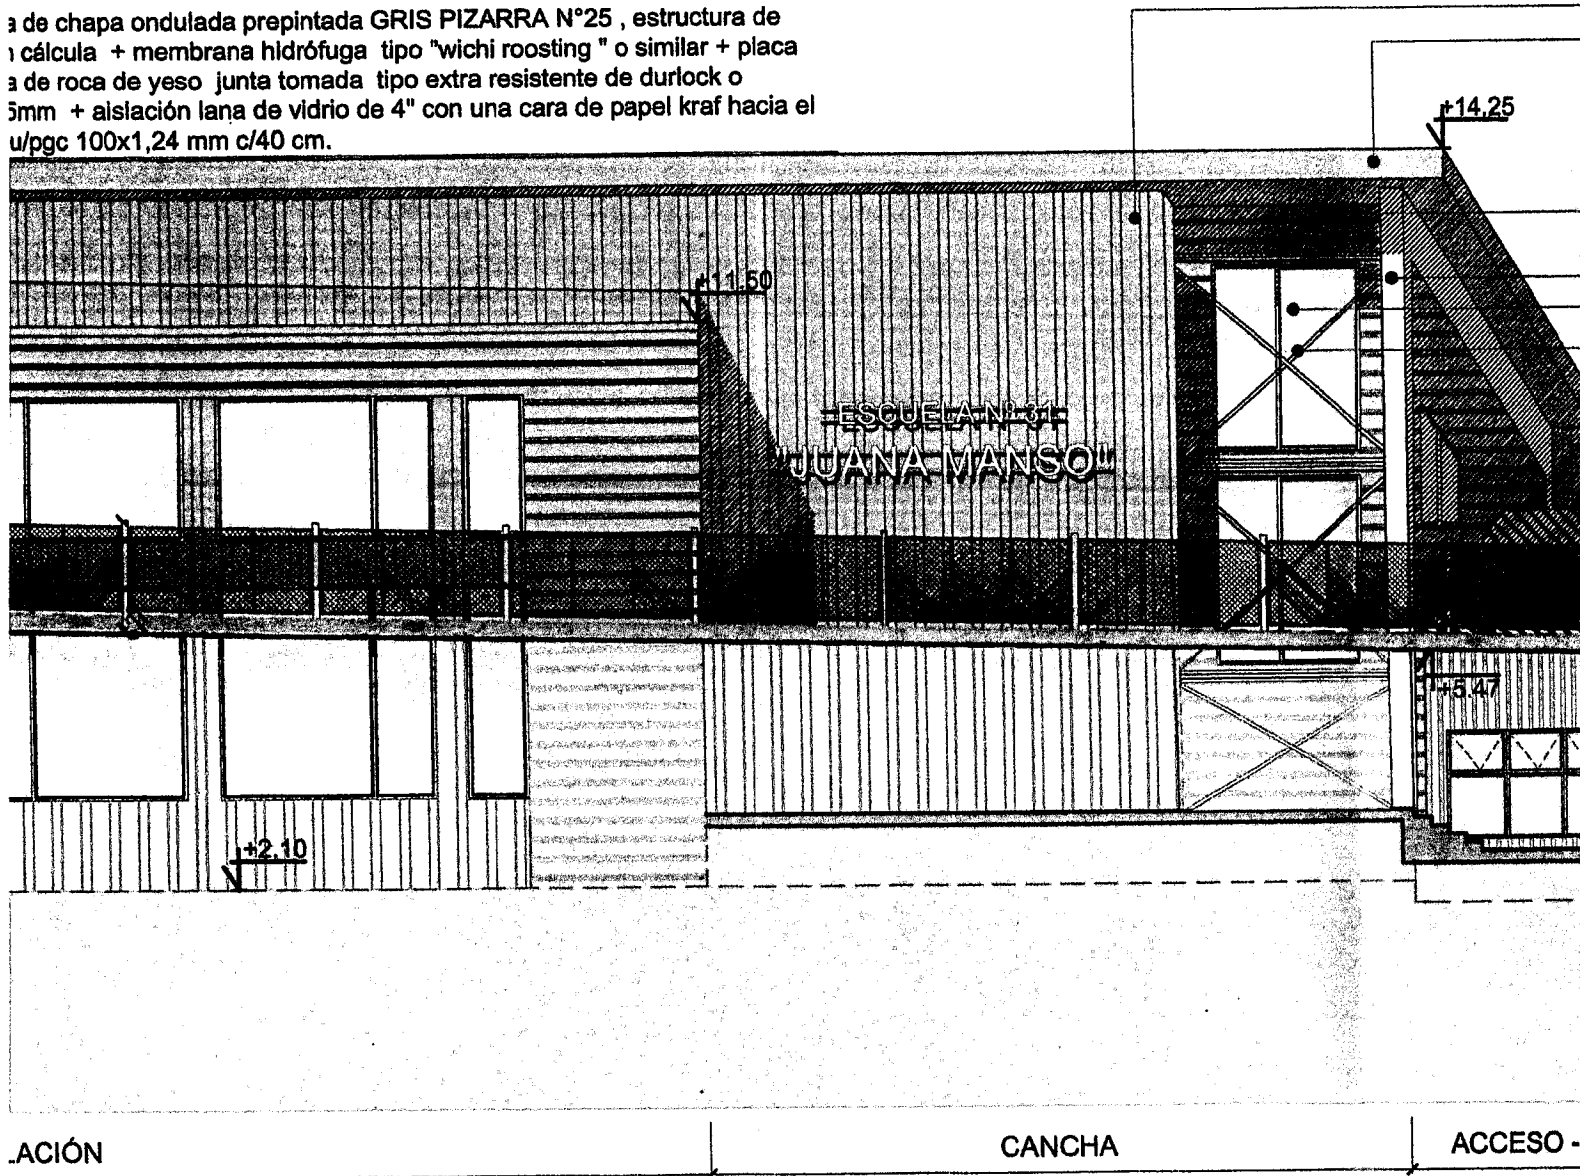 a de chapa ondulada prepintada GRIS PIZARRA N°25 , estructura de
n cálcula + membrana hidrófuga tipo "wichi roosting " o similar + placa
a de roca de yeso junta tomada tipo extra resistente de durlock o
5mm + aislación lana de vidrio de 4" con una cara de papel kraf hacia el
u/pgc 100x1,24 mm c/40 cm.
+14,25
+11,50
ESCUELA N° 31
"JUANA MANSO"
+5.47
+2,10
LACIÓN
CANCHA
ACCESO -